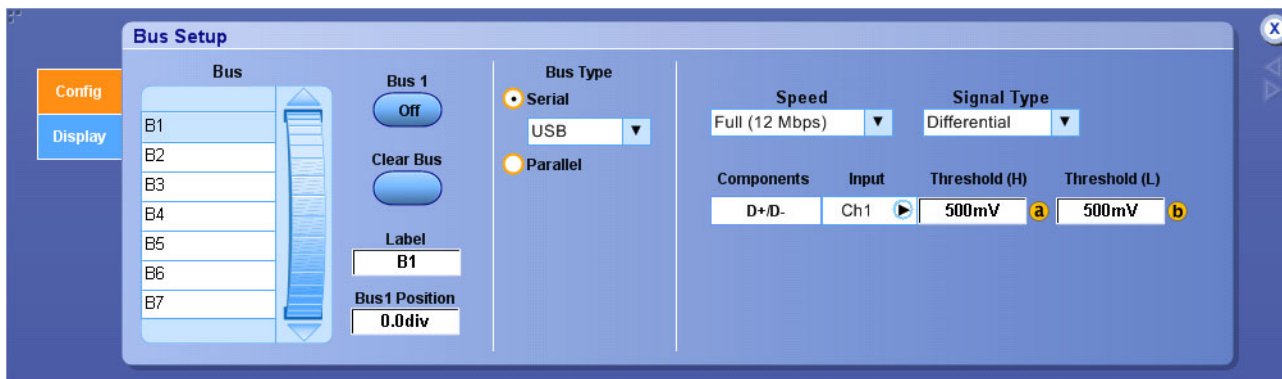 Bus Setup
X
Config
Display
Bus
B1
B2
B3
B4
B5
B6
B7
Bus 1
Off
Clear Bus
Label
B1
Bus1 Position
0.0div
Bus Type
Serial
USB
Parallel
Speed
Full (12 Mbps)
Signal Type
Differential
Components Input Threshold (H) Threshold (L)
D+/D- Ch1 500mV a 500mV b